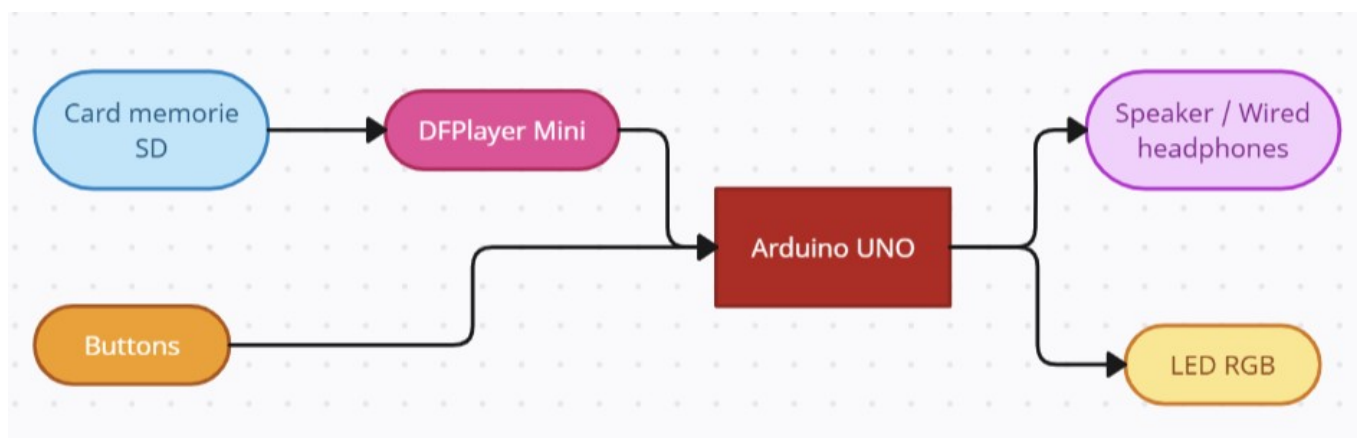 Card memorie
SD
DFPlayer Mini
Speaker / Wired
headphones
Arduino UNO
Buttons
LED RGB